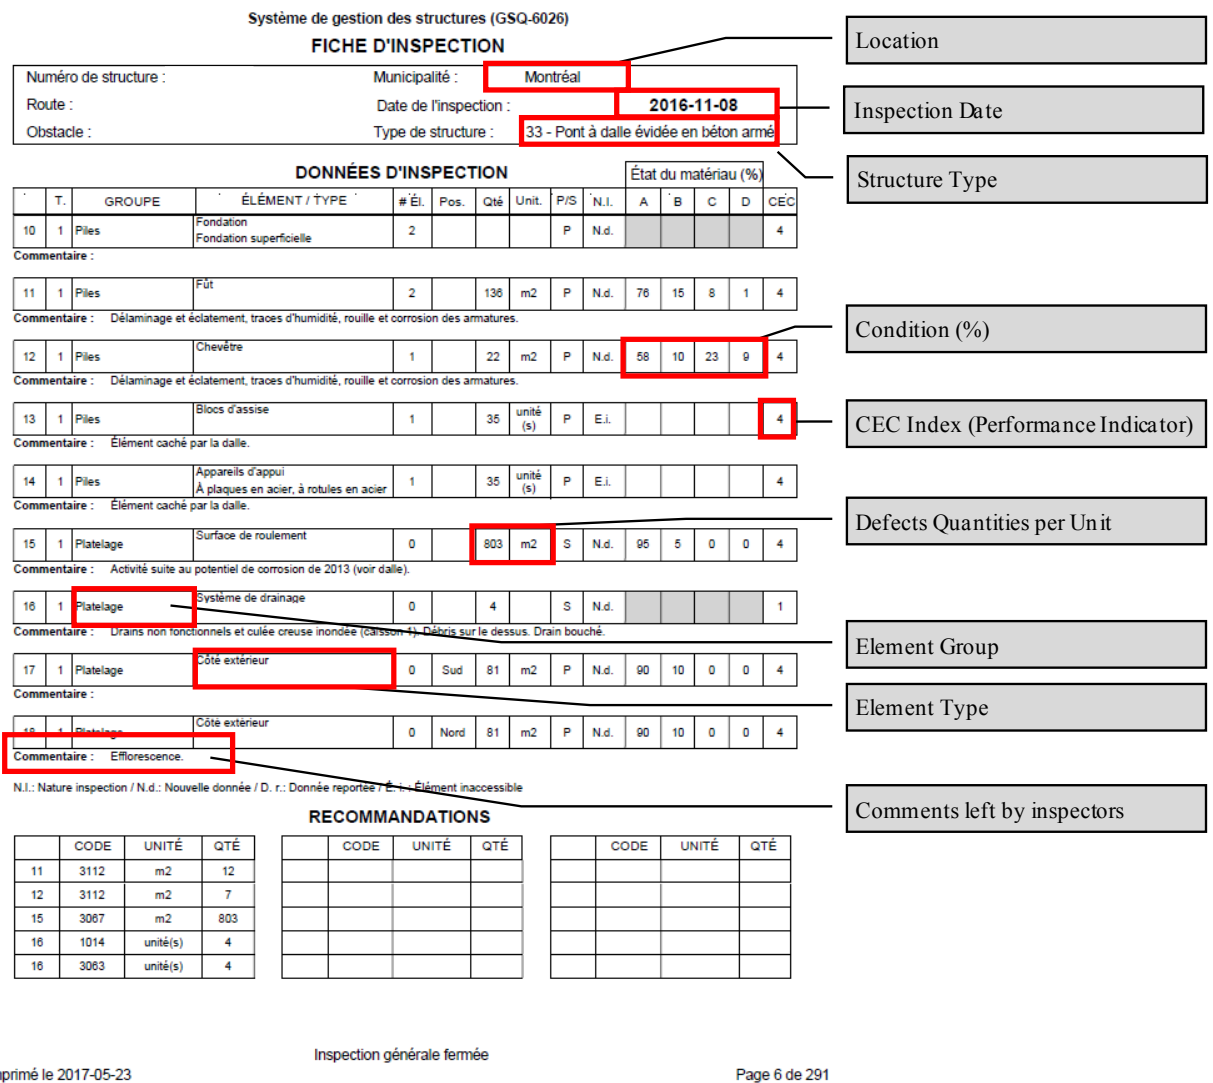 Système de gestion des structures (GSQ-6026)
FICHE D'INSPECTION
Numéro de structure : Municipalité : Montréal
Route : Date de l'inspection : 2016-11-08
Obstacle : Type de structure : 33 - Pont à dalle évidée en béton armé
Location
Inspection Date
Structure Type
DONNÉES D'INSPECTION État du matériau (%)
T. GROUPE ÉLÉMENT / TYPE # ÉI. Pos. Qté Unit. P/S N.I. A B C D CEC
10 1 Piles Fondation 2 P N.d. 4
Fondation superficielle
Commentaire :
11 1 Piles Fût 2 136 m2 P N.d. 76 15 8 1 4
Commentaire : Délaminage et éclatement, traces d'humidité, rouille et corrosion des armatures.
12 1 Piles Chevêtre 1 22 m2 P N.d. 58 10 23 9 4
Commentaire : Délaminage et éclatement, traces d'humidité, rouille et corrosion des armatures.
Condition (%)
13 1 Piles Blocs d'assise 1 35 unité (s) P E.i. 4
Commentaire : Élément caché par la dalle.
CEC Index (Performance Indicator)
14 1 Piles Appareils d'appui 1 35 unité (s) P E.i. 4
À plaques en acier, à rotules en acier
Commentaire : Élément caché par la dalle.
15 1 Platelage Surface de roulement 0 803 m2 S N.d. 95 5 0 0 4
Commentaire : Activité suite au potentiel de corrosion de 2013 (voir dalle).
Defects Quantities per Unit
16 1 Platelage Système de drainage 0 4 S N.d. 1
Commentaire : Drains non fonctionnels et culée creuse inondée (caisson 1). Débris sur le dessus. Drain bouché.
Element Group
17 1 Platelage Côté extérieur 0 Sud 81 m2 P N.d. 90 10 0 0 4
Commentaire :
Element Type
18 1 Platelage Côté extérieur 0 Nord 81 m2 P N.d. 90 10 0 0 4
Commentaire : Efflorescence.
N.I.: Nature inspection / N.d.: Nouvelle donnée / D. r.: Donnée reportée / É. i. : Élément inaccessible
Comments left by inspectors
RECOMMANDATIONS
CODE UNITÉ QTÉ CODE UNITÉ QTÉ CODE UNITÉ QTÉ
11 3112 m2 12
12 3112 m2 7
15 3067 m2 803
16 1014 unité(s) 4
16 3063 unité(s) 4
Inspection générale fermée
mprimé le 2017-05-23 Page 6 de 291